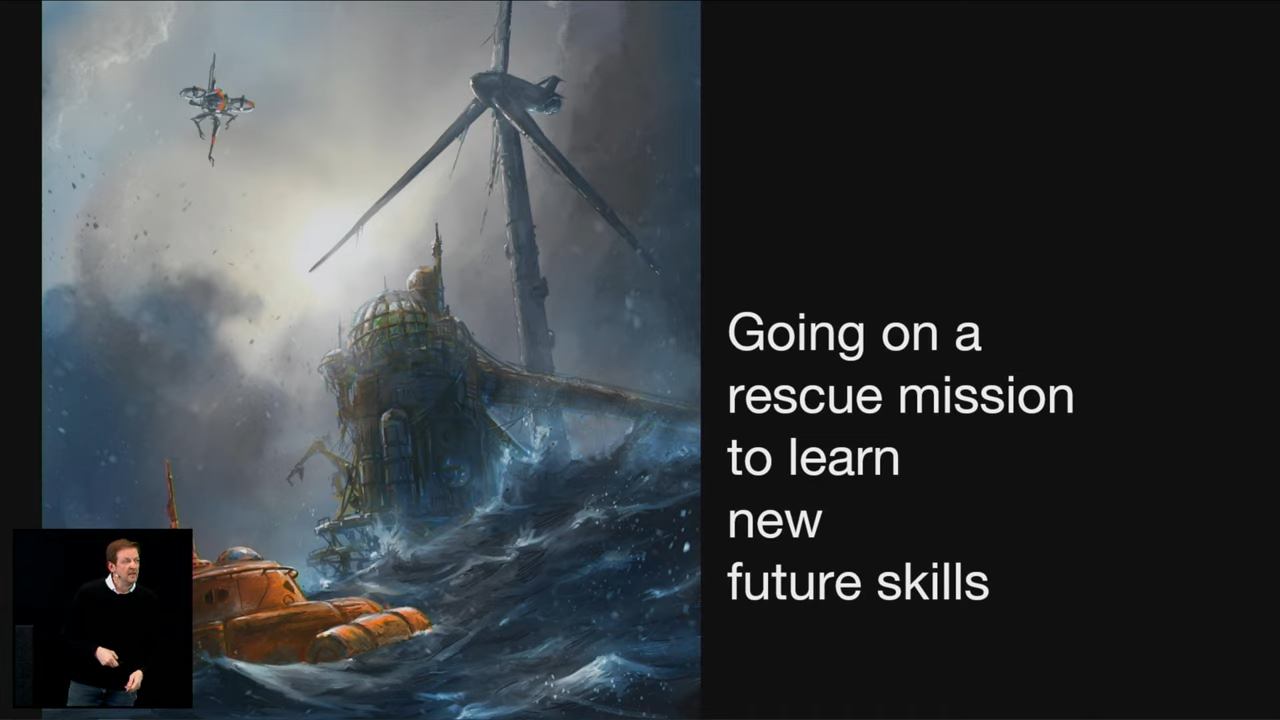 Going on a
rescue mission
to learn
new
future skills